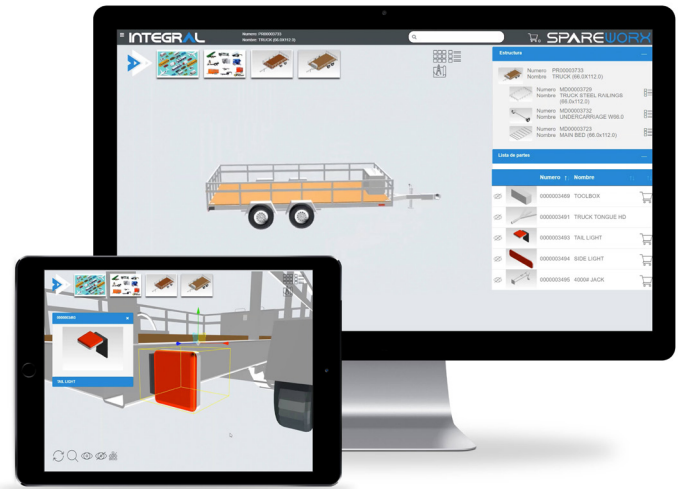 INTEGRAL
Numero PR00003733
Nombre TRUCK (66.0X112.0)
SPAREWORX
Estructura
Numero PR00003733
Nombre TRUCK (66.0X112.0)
Numero MD00003729
Nombre TRUCK STEEL RAILINGS
(66.0x112.0)
Numero MD00003732
Nombre UNDERCARRIAGE W66.0
Numero MD00003723
Nombre MAIN BED (66.0x112.0)
Lista de partes
Numero Nombre
0000003489 TOOLBOX
0000003491 TRUCK TONGUE HD
0000003493 TAIL LIGHT
0000003494 SIDE LIGHT
0000003495 4000# JACK
0000003493
TAIL LIGHT